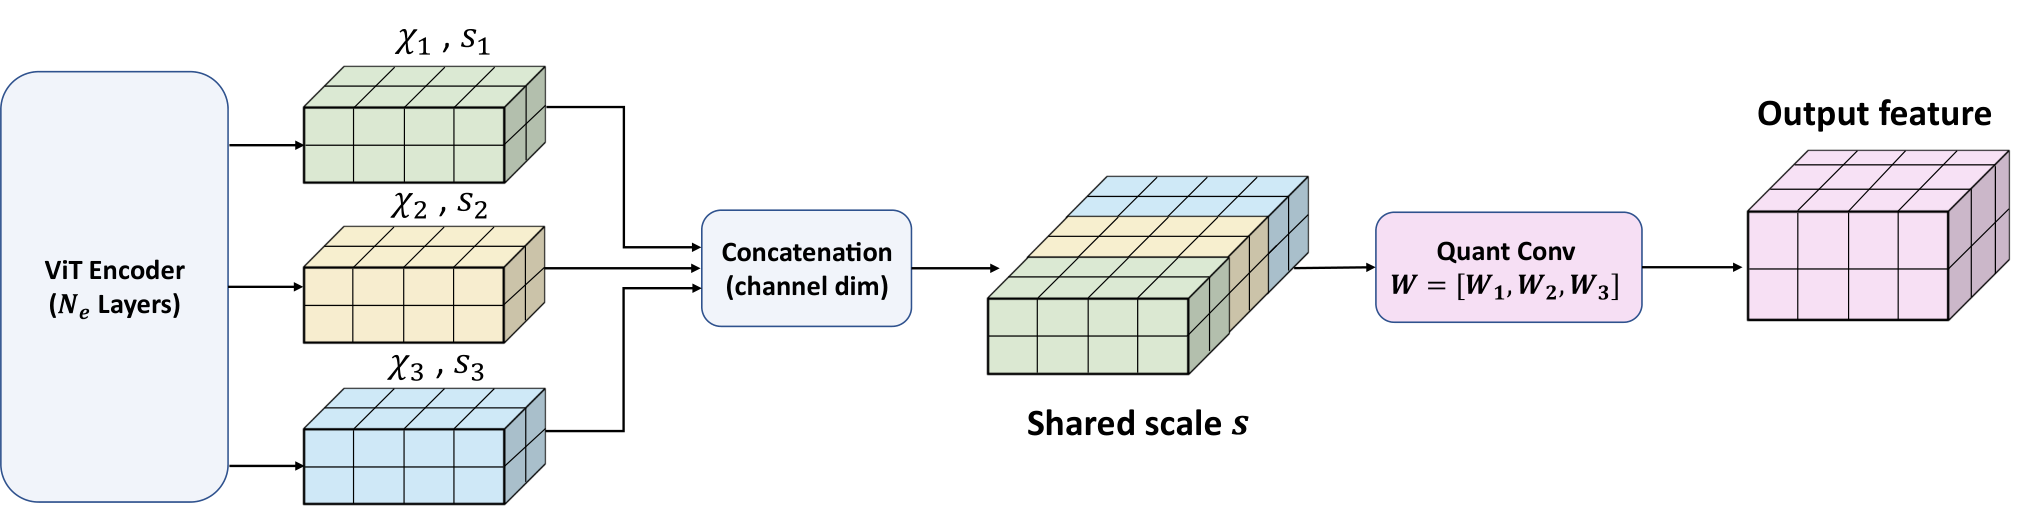 ViT Encoder
(𝑵ₑ Layers)
χ₁ , s₁
χ₂ , s₂
χ₃ , s₃
Concatenation
(channel dim)
Shared scale s
Quant Conv
W = [W₁, W₂, W₃]
Output feature